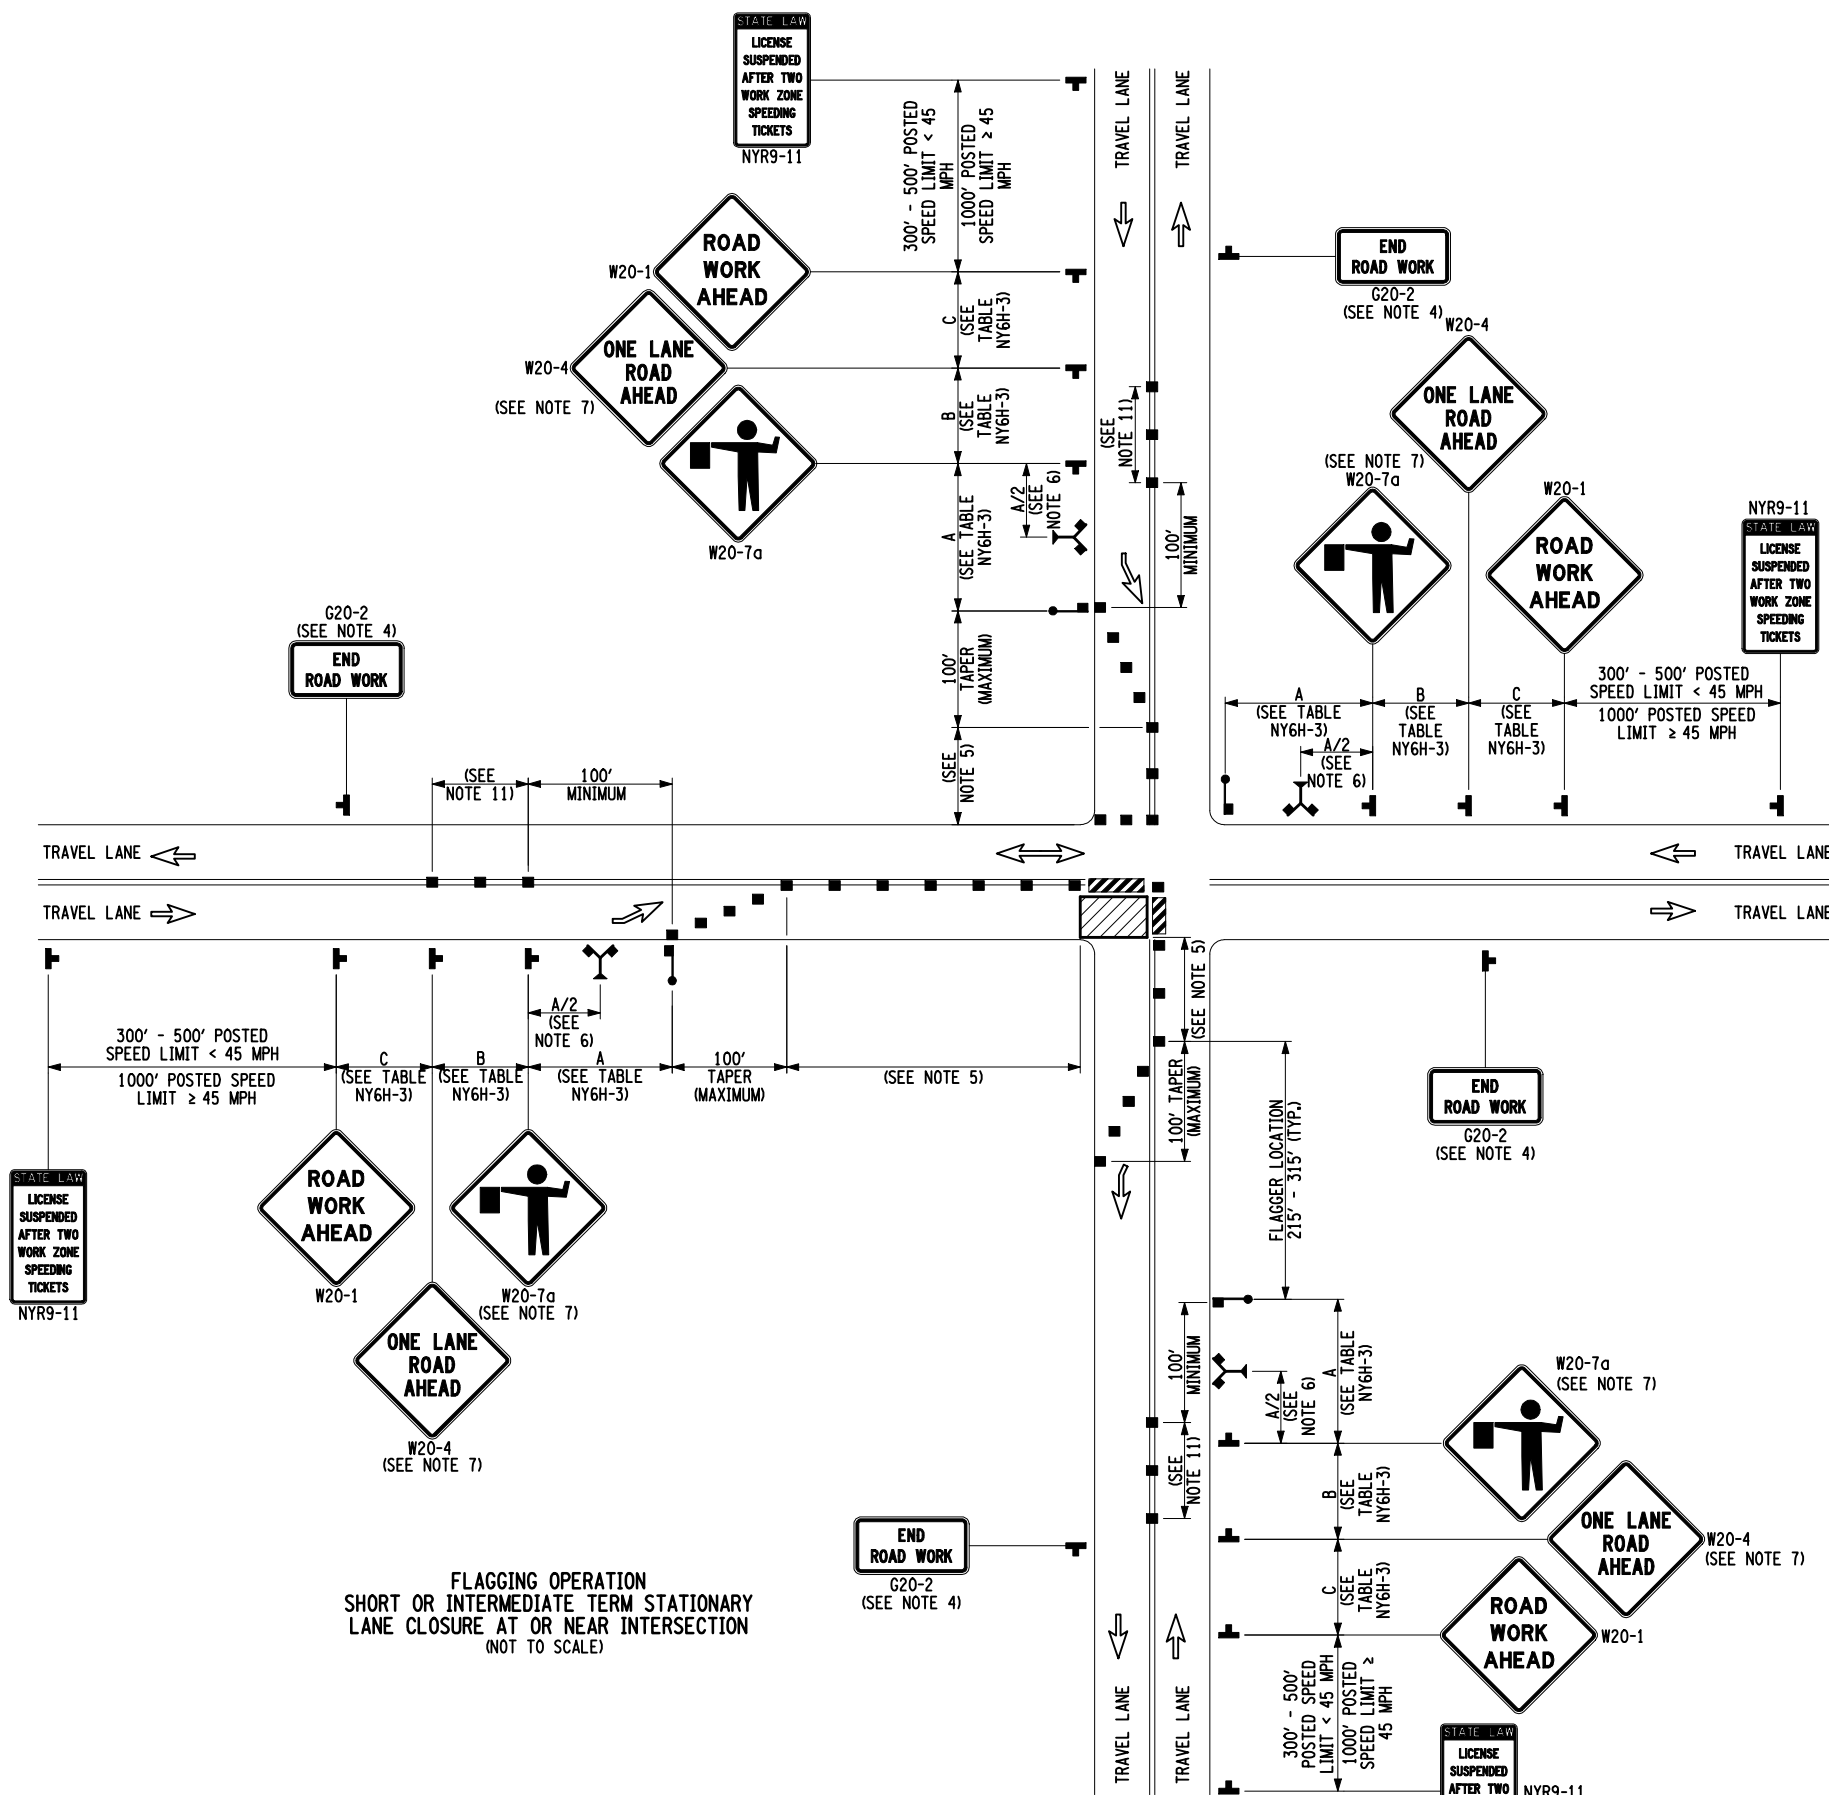 STATE LAW
LICENSE
SUSPENDED
AFTER TWO
WORK ZONE
SPEEDING
TICKETS
NYR9-11
300' - 500' POSTED
SPEED LIMIT < 45
MPH
1000' POSTED
SPEED LIMIT ≥ 45
MPH
TRAVEL LANE
TRAVEL LANE
ROAD
WORK
AHEAD
W20-1
C
(SEE
TABLE
NY6H-3)
ONE LANE
ROAD
AHEAD
W20-4
(SEE NOTE 7)
B
(SEE
TABLE
NY6H-3)
W20-7a
A
(SEE TABLE
NY6H-3)
A/2
(SEE
NOTE 6)
(SEE
NOTE 11)
100'
MINIMUM
100'
TAPER
(MAXIMUM)
(SEE
NOTE 5)
END
ROAD WORK
G20-2
(SEE NOTE 4)
W20-4
ONE LANE
ROAD
AHEAD
(SEE NOTE 7)
W20-7a
W20-1
ROAD
WORK
AHEAD
NYR9-11
STATE LAW
LICENSE
SUSPENDED
AFTER TWO
WORK ZONE
SPEEDING
TICKETS
A
(SEE TABLE
NY6H-3)
B
(SEE
TABLE
NY6H-3)
C
(SEE
TABLE
NY6H-3)
300' - 500' POSTED
SPEED LIMIT < 45 MPH
1000' POSTED SPEED
LIMIT ≥ 45 MPH
A/2
(SEE
NOTE 6)
G20-2
(SEE NOTE 4)
END
ROAD WORK
(SEE
NOTE 11)
100'
MINIMUM
TRAVEL LANE
TRAVEL LANE
TRAVEL LANE
TRAVEL LANE
300' - 500' POSTED
SPEED LIMIT < 45 MPH
1000' POSTED SPEED
LIMIT ≥ 45 MPH
C
(SEE TABLE
NY6H-3)
B
(SEE TABLE
NY6H-3)
A/2
(SEE
NOTE 6)
A
(SEE TABLE
NY6H-3)
100'
TAPER
(MAXIMUM)
(SEE NOTE 5)
STATE LAW
LICENSE
SUSPENDED
AFTER TWO
WORK ZONE
SPEEDING
TICKETS
NYR9-11
ROAD
WORK
AHEAD
W20-1
W20-7a
(SEE NOTE 7)
ONE LANE
ROAD
AHEAD
W20-4
(SEE NOTE 7)
(SEE NOTE 5)
100' TAPER
(MAXIMUM)
FLAGGER LOCATION
215' - 315' (TYP.)
END
ROAD WORK
G20-2
(SEE NOTE 4)
100'
MINIMUM
(SEE
NOTE 11)
A/2
(SEE
NOTE 6)
A
(SEE TABLE
NY6H-3)
B
(SEE
TABLE
NY6H-3)
C
(SEE
TABLE
NY6H-3)
300' - 500'
POSTED SPEED
LIMIT < 45 MPH
1000' POSTED
SPEED LIMIT ≥
45 MPH
W20-7a
(SEE NOTE 7)
ONE LANE
ROAD
AHEAD
W20-4
(SEE NOTE 7)
ROAD
WORK
AHEAD
W20-1
END
ROAD WORK
G20-2
(SEE NOTE 4)
TRAVEL LANE
TRAVEL LANE
STATE LAW
LICENSE
SUSPENDED
AFTER TWO
NYR9-11
FLAGGING OPERATION
SHORT OR INTERMEDIATE TERM STATIONARY
LANE CLOSURE AT OR NEAR INTERSECTION
(NOT TO SCALE)